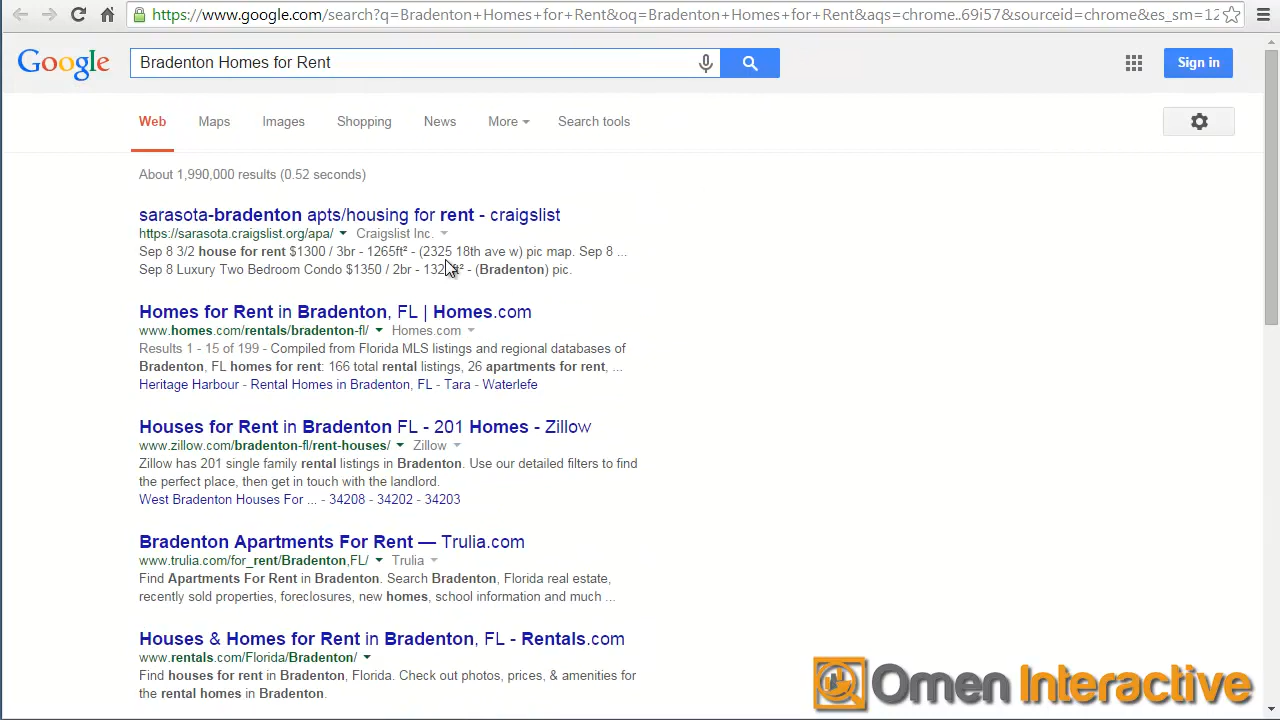 https://www.google.com/search?q=Bradenton+Homes+for+Rent&oq=Bradenton+Homes+for+Rent&aqs=chrome..69i57&sourceid=chrome&es_sm=12
Google
Bradenton Homes for Rent
Sign in
Web Maps Images Shopping News More Search tools
About 1,990,000 results (0.52 seconds)
sarasota-bradenton apts/housing for rent - craigslist
https://sarasota.craigslist.org/apa/ Craigslist Inc.
Sep 8 3/2 house for rent $1300 / 3br - 1265ft² - (2325 18th ave w) pic map. Sep 8 ...
Sep 8 Luxury Two Bedroom Condo $1350 / 2br - - (Bradenton) pic.
Homes for Rent in Bradenton, FL | Homes.com
www.homes.com/rentals/bradenton-fl/ Homes.com
Results 1 - 15 of 199 - Compiled from Florida MLS listings and regional databases of
Bradenton, FL homes for rent: 166 total rental listings, 26 apartments for rent, ...
Heritage Harbour - Rental Homes in Bradenton, FL - Tara - Waterlefe
Houses for Rent in Bradenton FL - 201 Homes - Zillow
www.zillow.com/bradenton-fl/rent-houses/ Zillow
Zillow has 201 single family rental listings in Bradenton. Use our detailed filters to find
the perfect place, then get in touch with the landlord.
West Bradenton Houses For ... - 34208 - 34202 - 34203
Bradenton Apartments For Rent — Trulia.com
www.trulia.com/for_rent/Bradenton,FL/ Trulia
Find Apartments For Rent in Bradenton. Search Bradenton, Florida real estate,
recently sold properties, foreclosures, new homes, school information and much ...
Houses & Homes for Rent in Bradenton, FL - Rentals.com
www.rentals.com/Florida/Bradenton/
Find houses for rent in Bradenton, Florida. Check out photos, prices, & amenities for
the rental homes in Bradenton.
Omen Interactive